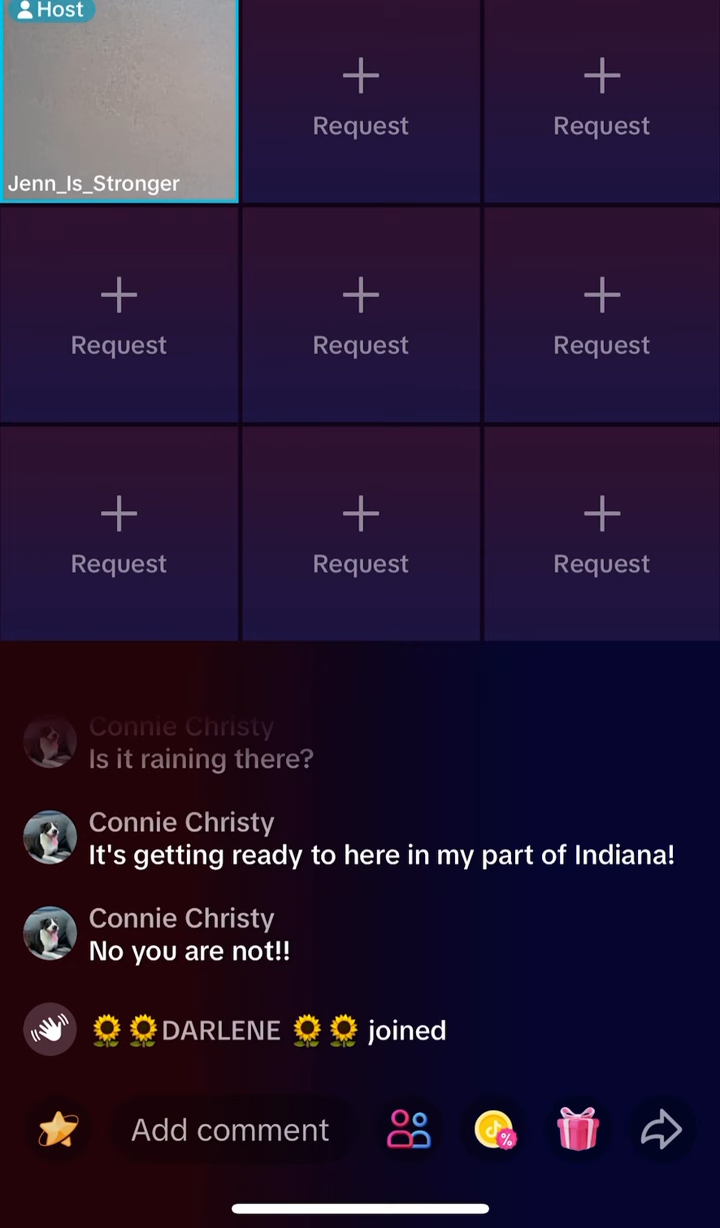 Host
Jenn_Is_Stronger
Request
Request
Request
Request
Request
Request
Request
Request
Connie Christy
Is it raining there?
Connie Christy
It's getting ready to here in my part of Indiana!
Connie Christy
No you are not!!
🌻🌻DARLENE 🌻🌻 joined
Add comment
%